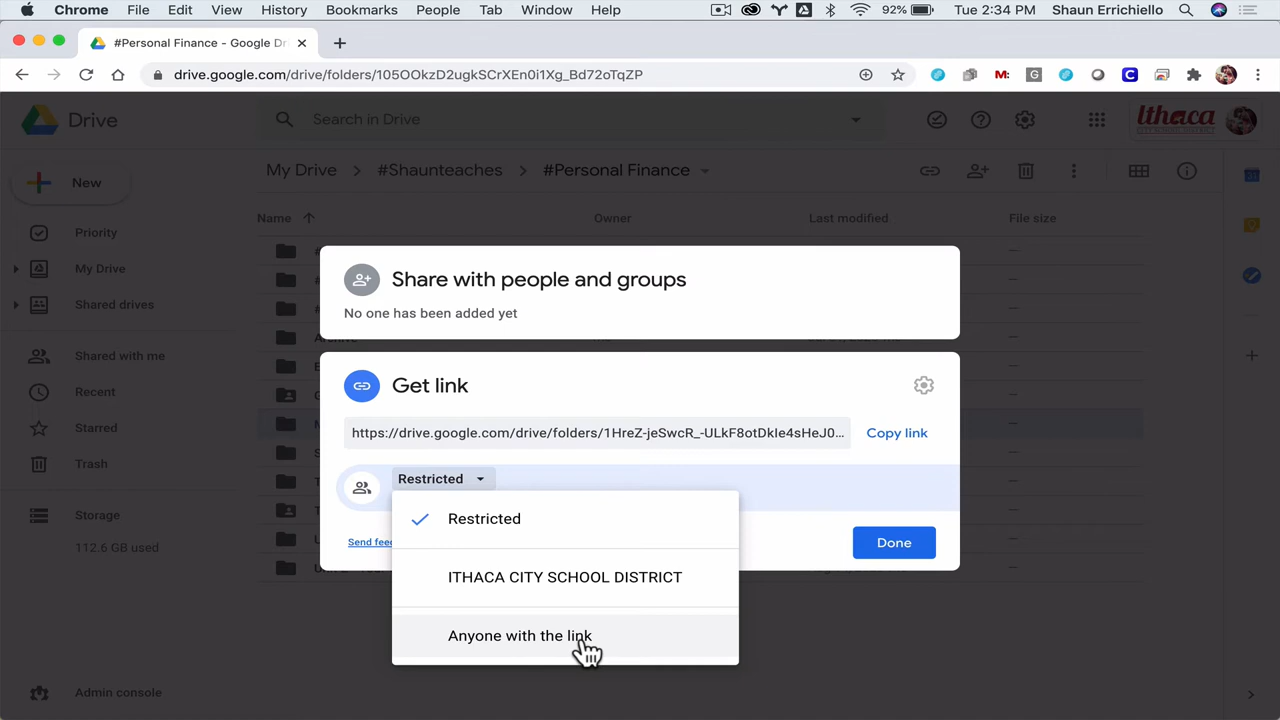 Chrome File Edit View History Bookmarks People Tab Window Help 92% Tue 2:34 PM Shaun Errichiello
#Personal Finance - Google Dr
drive.google.com/drive/folders/105OOkzD2ugkSCrXEn0i1Xg_Bd72oTqZP
Drive
Search in Drive
Ithaca
CITY SCHOOL DISTRICT
New
My Drive > #Shaunteaches > #Personal Finance
Name Owner Last modified File size
Priority
My Drive
Shared drives
Shared with me
Recent
Starred
Trash
Storage
112.6 GB used
Admin console
Share with people and groups
No one has been added yet
Get link
https://drive.google.com/drive/folders/1HreZ-jeSwcR_-ULkF8otDkIe4sHeJ0...
Copy link
Restricted
Restricted
ITHACA CITY SCHOOL DISTRICT
Anyone with the link
Send fee
Done